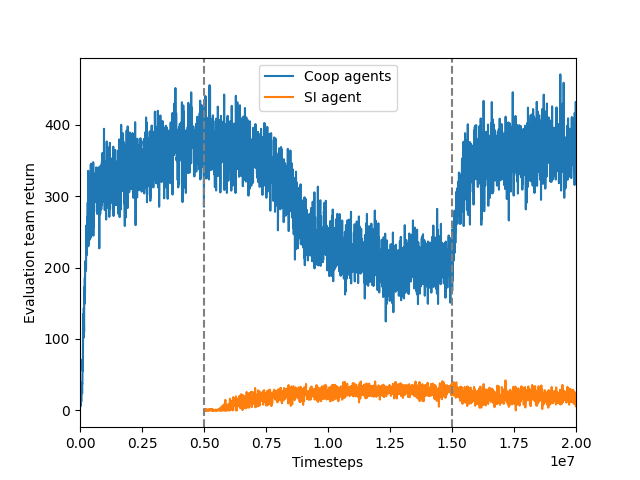 Coop agents
SI agent
Evaluation team return
400
300
200
100
0
0.00 0.25 0.50 0.75 1.00 1.25 1.50 1.75 2.00
Timesteps
1e7